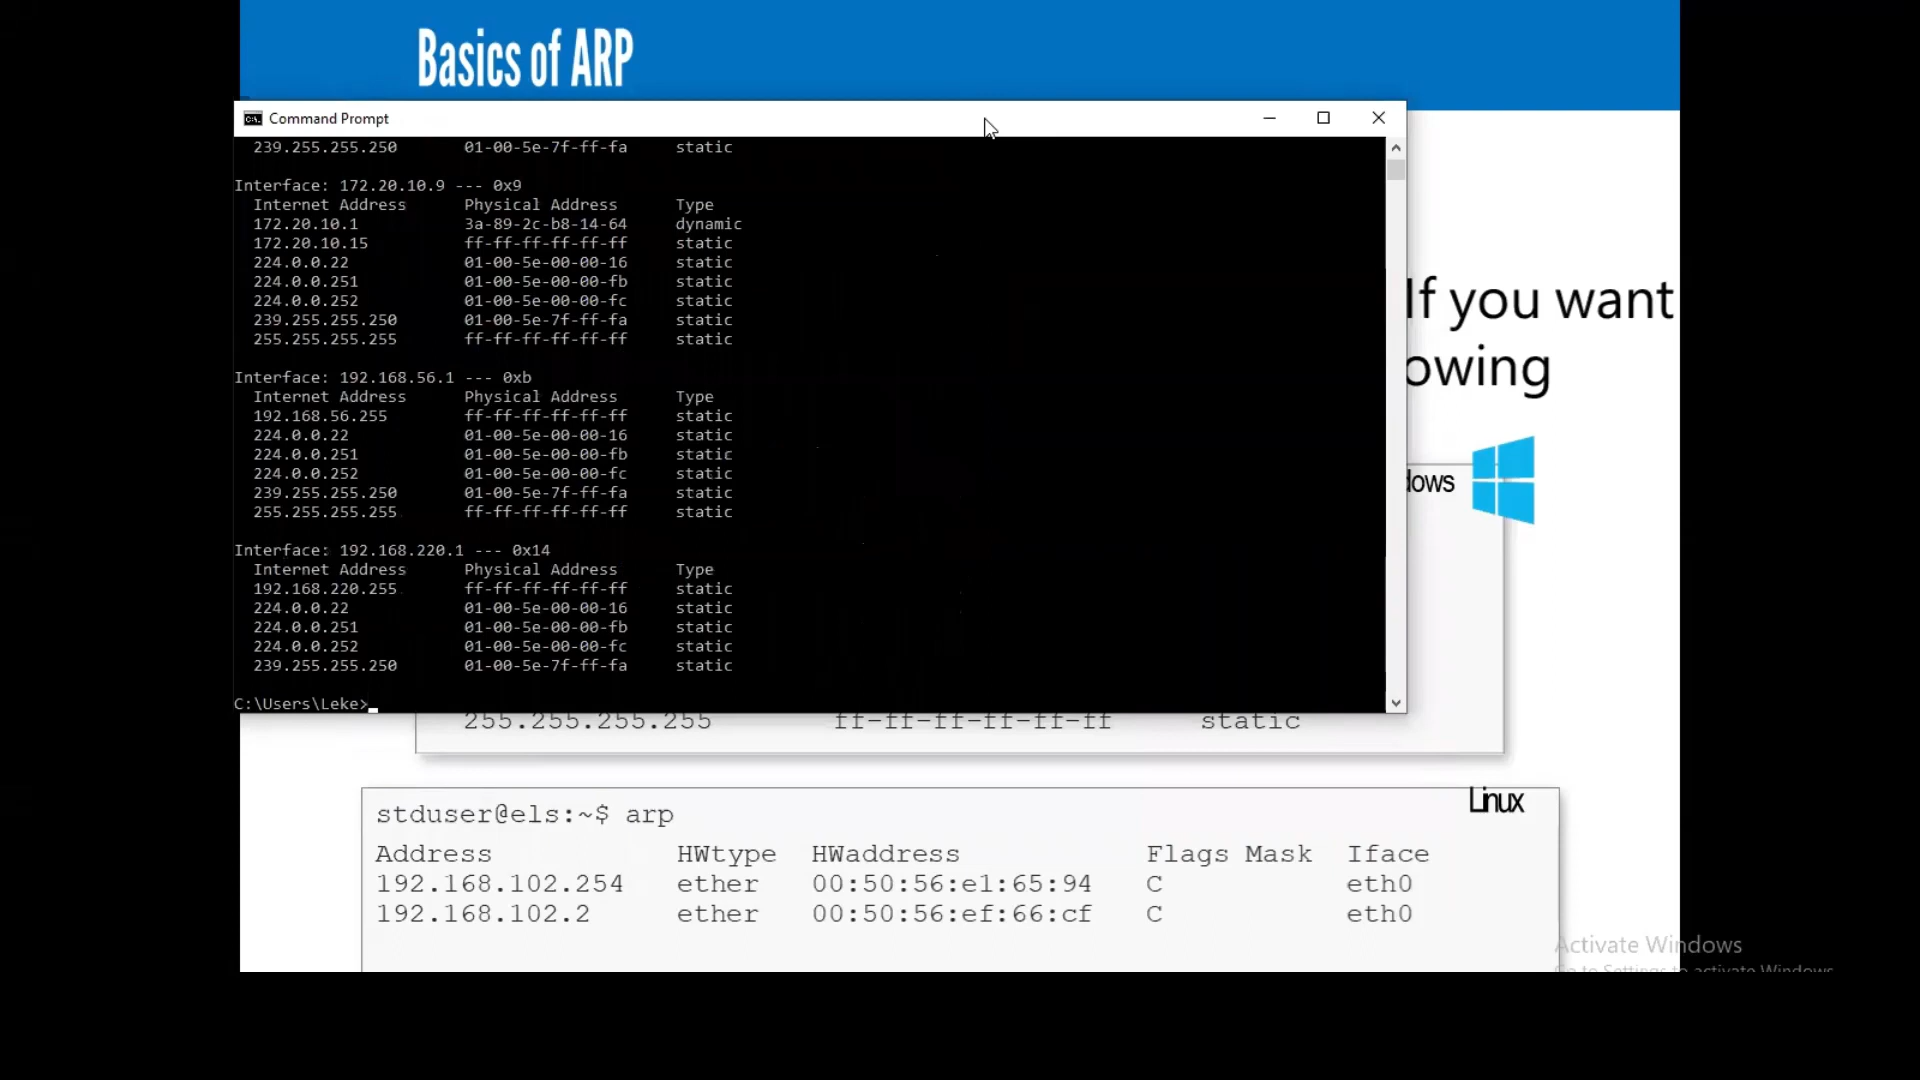 Basics of ARP
Command Prompt
239.255.255.250 01-00-5e-7f-ff-fa static
Interface: 172.20.10.9 --- 0x9
Internet Address Physical Address Type
172.20.10.1 3a-89-2c-b8-14-64 dynamic
172.20.10.15 ff-ff-ff-ff-ff-ff static
224.0.0.22 01-00-5e-00-00-16 static
224.0.0.251 01-00-5e-00-00-fb static
224.0.0.252 01-00-5e-00-00-fc static
239.255.255.250 01-00-5e-7f-ff-fa static
255.255.255.255 ff-ff-ff-ff-ff-ff static
Interface: 192.168.56.1 --- 0xb
Internet Address Physical Address Type
192.168.56.255 ff-ff-ff-ff-ff-ff static
224.0.0.22 01-00-5e-00-00-16 static
224.0.0.251 01-00-5e-00-00-fb static
224.0.0.252 01-00-5e-00-00-fc static
239.255.255.250 01-00-5e-7f-ff-fa static
255.255.255.255 ff-ff-ff-ff-ff-ff static
Interface: 192.168.220.1 --- 0x14
Internet Address Physical Address Type
192.168.220.255 ff-ff-ff-ff-ff-ff static
224.0.0.22 01-00-5e-00-00-16 static
224.0.0.251 01-00-5e-00-00-fb static
224.0.0.252 01-00-5e-00-00-fc static
239.255.255.250 01-00-5e-7f-ff-fa static
C:\Users\Leke>
If you want
owing
dows
255.255.255.255 ff-ff-ff-ff-ff-ff static
Linux
stduser@els:~$ arp
Address HWtype HWaddress Flags Mask Iface
192.168.102.254 ether 00:50:56:e1:65:94 C eth0
192.168.102.2 ether 00:50:56:ef:66:cf C eth0
Activate Windows
Go to Settings to activate Windows